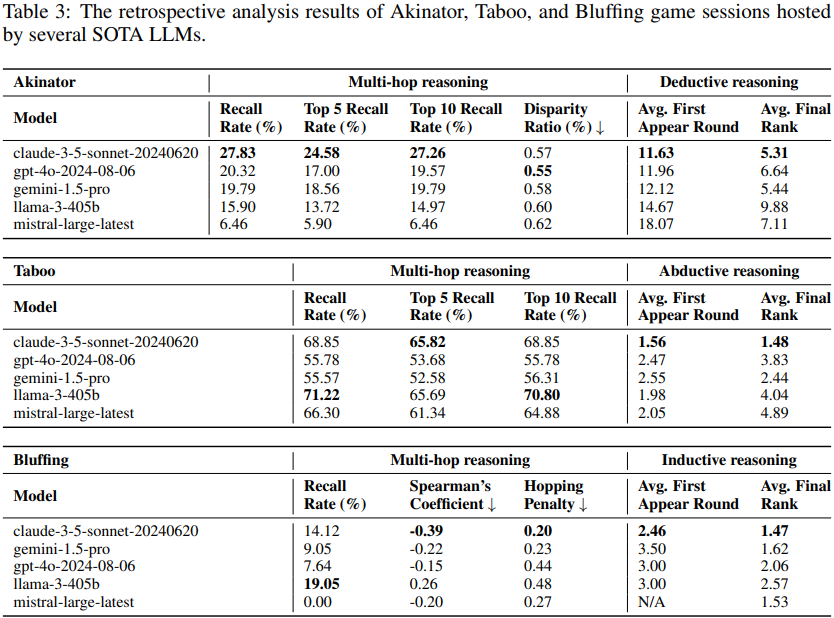 Table 3: The retrospective analysis results of Akinator, Taboo, and Bluffing game sessions hosted
by several SOTA LLMs.
Akinator Multi-hop reasoning Deductive reasoning
Model Recall Rate (%) Top 5 Recall Rate (%) Top 10 Recall Rate (%) Disparity Ratio (%) ↓ Avg. First Appear Round Avg. Final Rank
claude-3-5-sonnet-20240620 27.83 24.58 27.26 0.57 11.63 5.31
gpt-4o-2024-08-06 20.32 17.00 19.57 0.55 11.96 6.64
gemini-1.5-pro 19.79 18.56 19.79 0.58 12.12 5.44
llama-3-405b 15.90 13.72 14.97 0.60 14.67 9.88
mistral-large-latest 6.46 5.90 6.46 0.62 18.07 7.11
Taboo Multi-hop reasoning Abductive reasoning
Model Recall Rate (%) Top 5 Recall Rate (%) Top 10 Recall Rate (%) Avg. First Appear Round Avg. Final Rank
claude-3-5-sonnet-20240620 68.85 65.82 68.85 1.56 1.48
gpt-4o-2024-08-06 55.78 53.68 55.78 2.47 3.83
gemini-1.5-pro 55.57 52.58 56.31 2.55 2.44
llama-3-405b 71.22 65.69 70.80 1.98 4.04
mistral-large-latest 66.30 61.34 64.88 2.05 4.89
Bluffing Multi-hop reasoning Inductive reasoning
Model Recall Rate (%) Spearman's Coefficient ↓ Hopping Penalty ↓ Avg. First Appear Round Avg. Final Rank
claude-3-5-sonnet-20240620 14.12 -0.39 0.20 2.46 1.47
gemini-1.5-pro 9.05 -0.22 0.23 3.50 1.62
gpt-4o-2024-08-06 7.64 -0.15 0.44 3.00 2.06
llama-3-405b 19.05 0.26 0.48 3.00 2.57
mistral-large-latest 0.00 -0.20 0.27 N/A 1.53